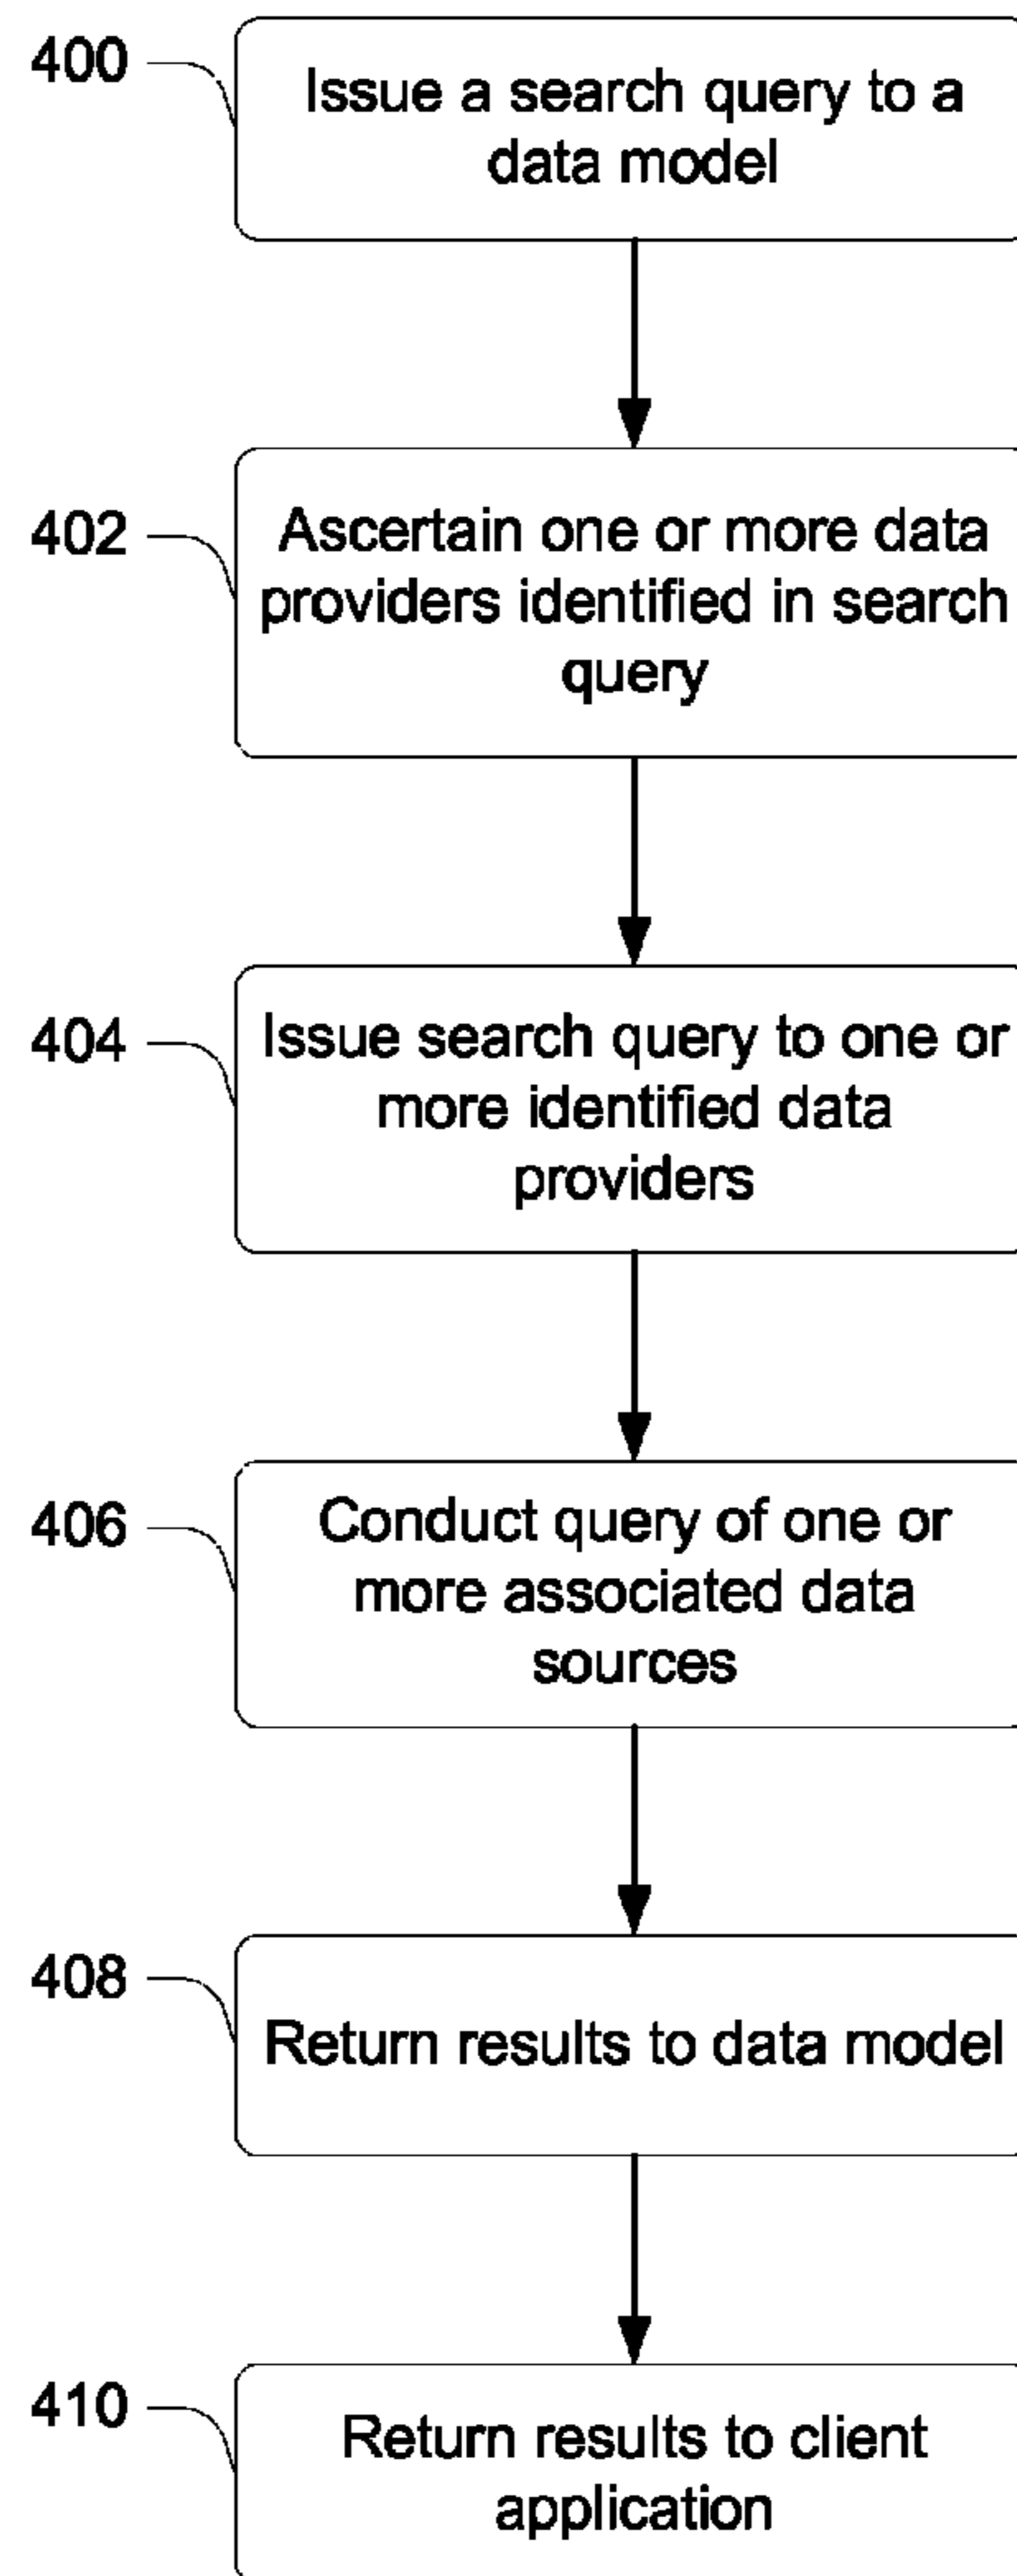 400
Issue a search query to a
data model
402
Ascertain one or more data
providers identified in search
query
404
Issue search query to one or
more identified data
providers
406
Conduct query of one or
more associated data
sources
408
Return results to data model
410
Return results to client
application